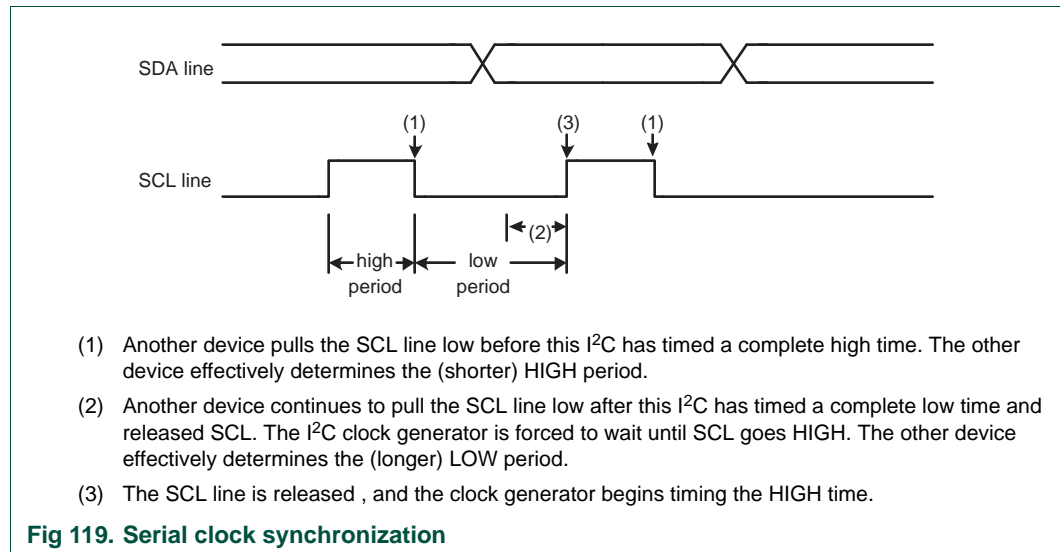 SDA line
(1) (3) (1)
SCL line
(2)
high period
low period
(1) Another device pulls the SCL line low before this I2C has timed a complete high time. The other
device effectively determines the (shorter) HIGH period.
(2) Another device continues to pull the SCL line low after this I2C has timed a complete low time and
released SCL. The I2C clock generator is forced to wait until SCL goes HIGH. The other device
effectively determines the (longer) LOW period.
(3) The SCL line is released , and the clock generator begins timing the HIGH time.
Fig 119. Serial clock synchronization